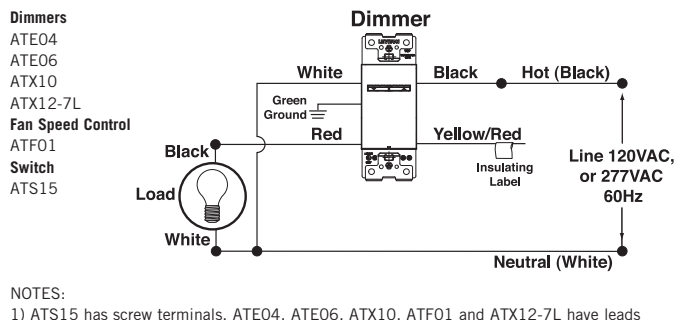 Dimmers
ATE04
ATE06
ATX10
ATX12-7L
Fan Speed Control
ATF01
Switch
ATS15
Dimmer
White
Black
Hot (Black)
Green
Ground
Red
Yellow/Red
Insulating
Label
Black
Load
White
Line 120VAC,
or 277VAC
60Hz
Neutral (White)
NOTES:
1) ATS15 has screw terminals. ATE04, ATE06, ATX10, ATF01 and ATX12-7L have leads